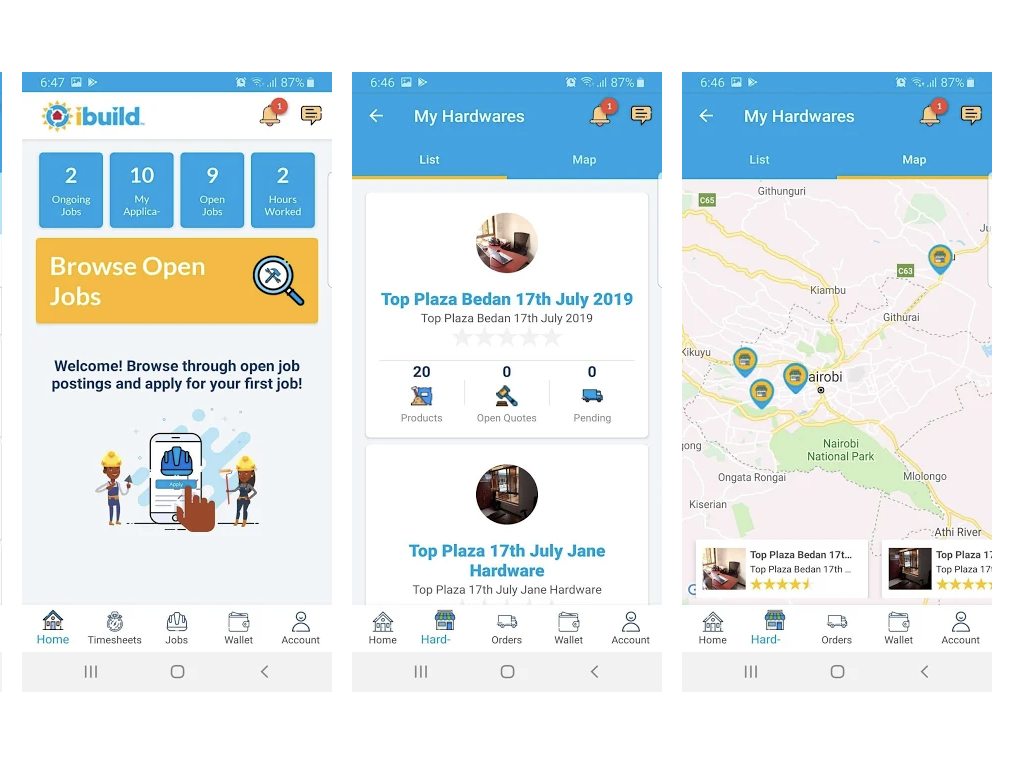 6:47
87%
ibuild
1
2
Ongoing
Jobs
10
My
Applica-
9
Open
Jobs
2
Hours
Worked
Browse Open
Jobs
Welcome! Browse through open job
postings and apply for your first job!
Apply
Home
Timesheets
Jobs
Wallet
Account
6:46
87%
My Hardwares
1
List
Map
Top Plaza Bedan 17th July 2019
Top Plaza Bedan 17th July 2019
20
0
0
Products
Open Quotes
Pending
Top Plaza 17th July Jane
Hardware
Top Plaza 17th July Jane Hardware
Home
Hard-
Orders
Wallet
Account
6:46
87%
My Hardwares
1
List
Map
Githunguri
C65
Ju
C63
Kiambu
Githurai
Kikuyu
airobi
Nairobi
National Park
gong
Ongata Rongai
Mlolongo
Kiserian
Athi River
Top Plaza Bedan 17t...
Top Plaza Bedan 17th ...
Top Plaza 17
Top Plaza 17t
Home
Hard-
Orders
Wallet
Account